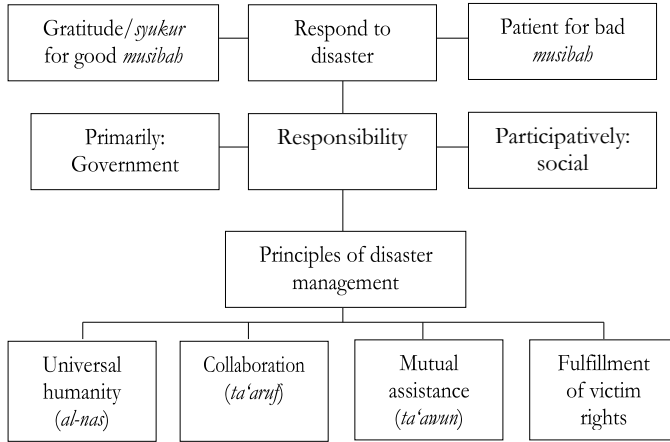 Gratitude/syukur
for good musibah
Respond to
disaster
Patient for bad
musibah
Primarily:
Government
Responsibility
Participatively:
social
Principles of disaster
management
Universal
humanity
(al-nas)
Collaboration
(ta‘aruf)
Mutual
assistance
(ta‘awun)
Fulfillment
of victim
rights